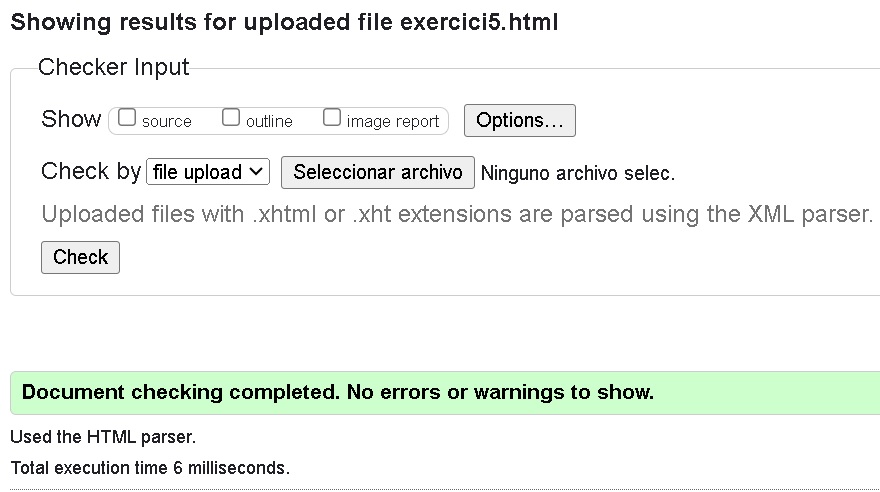 Showing results for uploaded file exercici5.html
Checker Input
Show source outline image report Options...
Check by file upload Seleccionar archivo Ninguno archivo selec.
Uploaded files with .xhtml or .xht extensions are parsed using the XML parser.
Check
Document checking completed. No errors or warnings to show.
Used the HTML parser.
Total execution time 6 milliseconds.